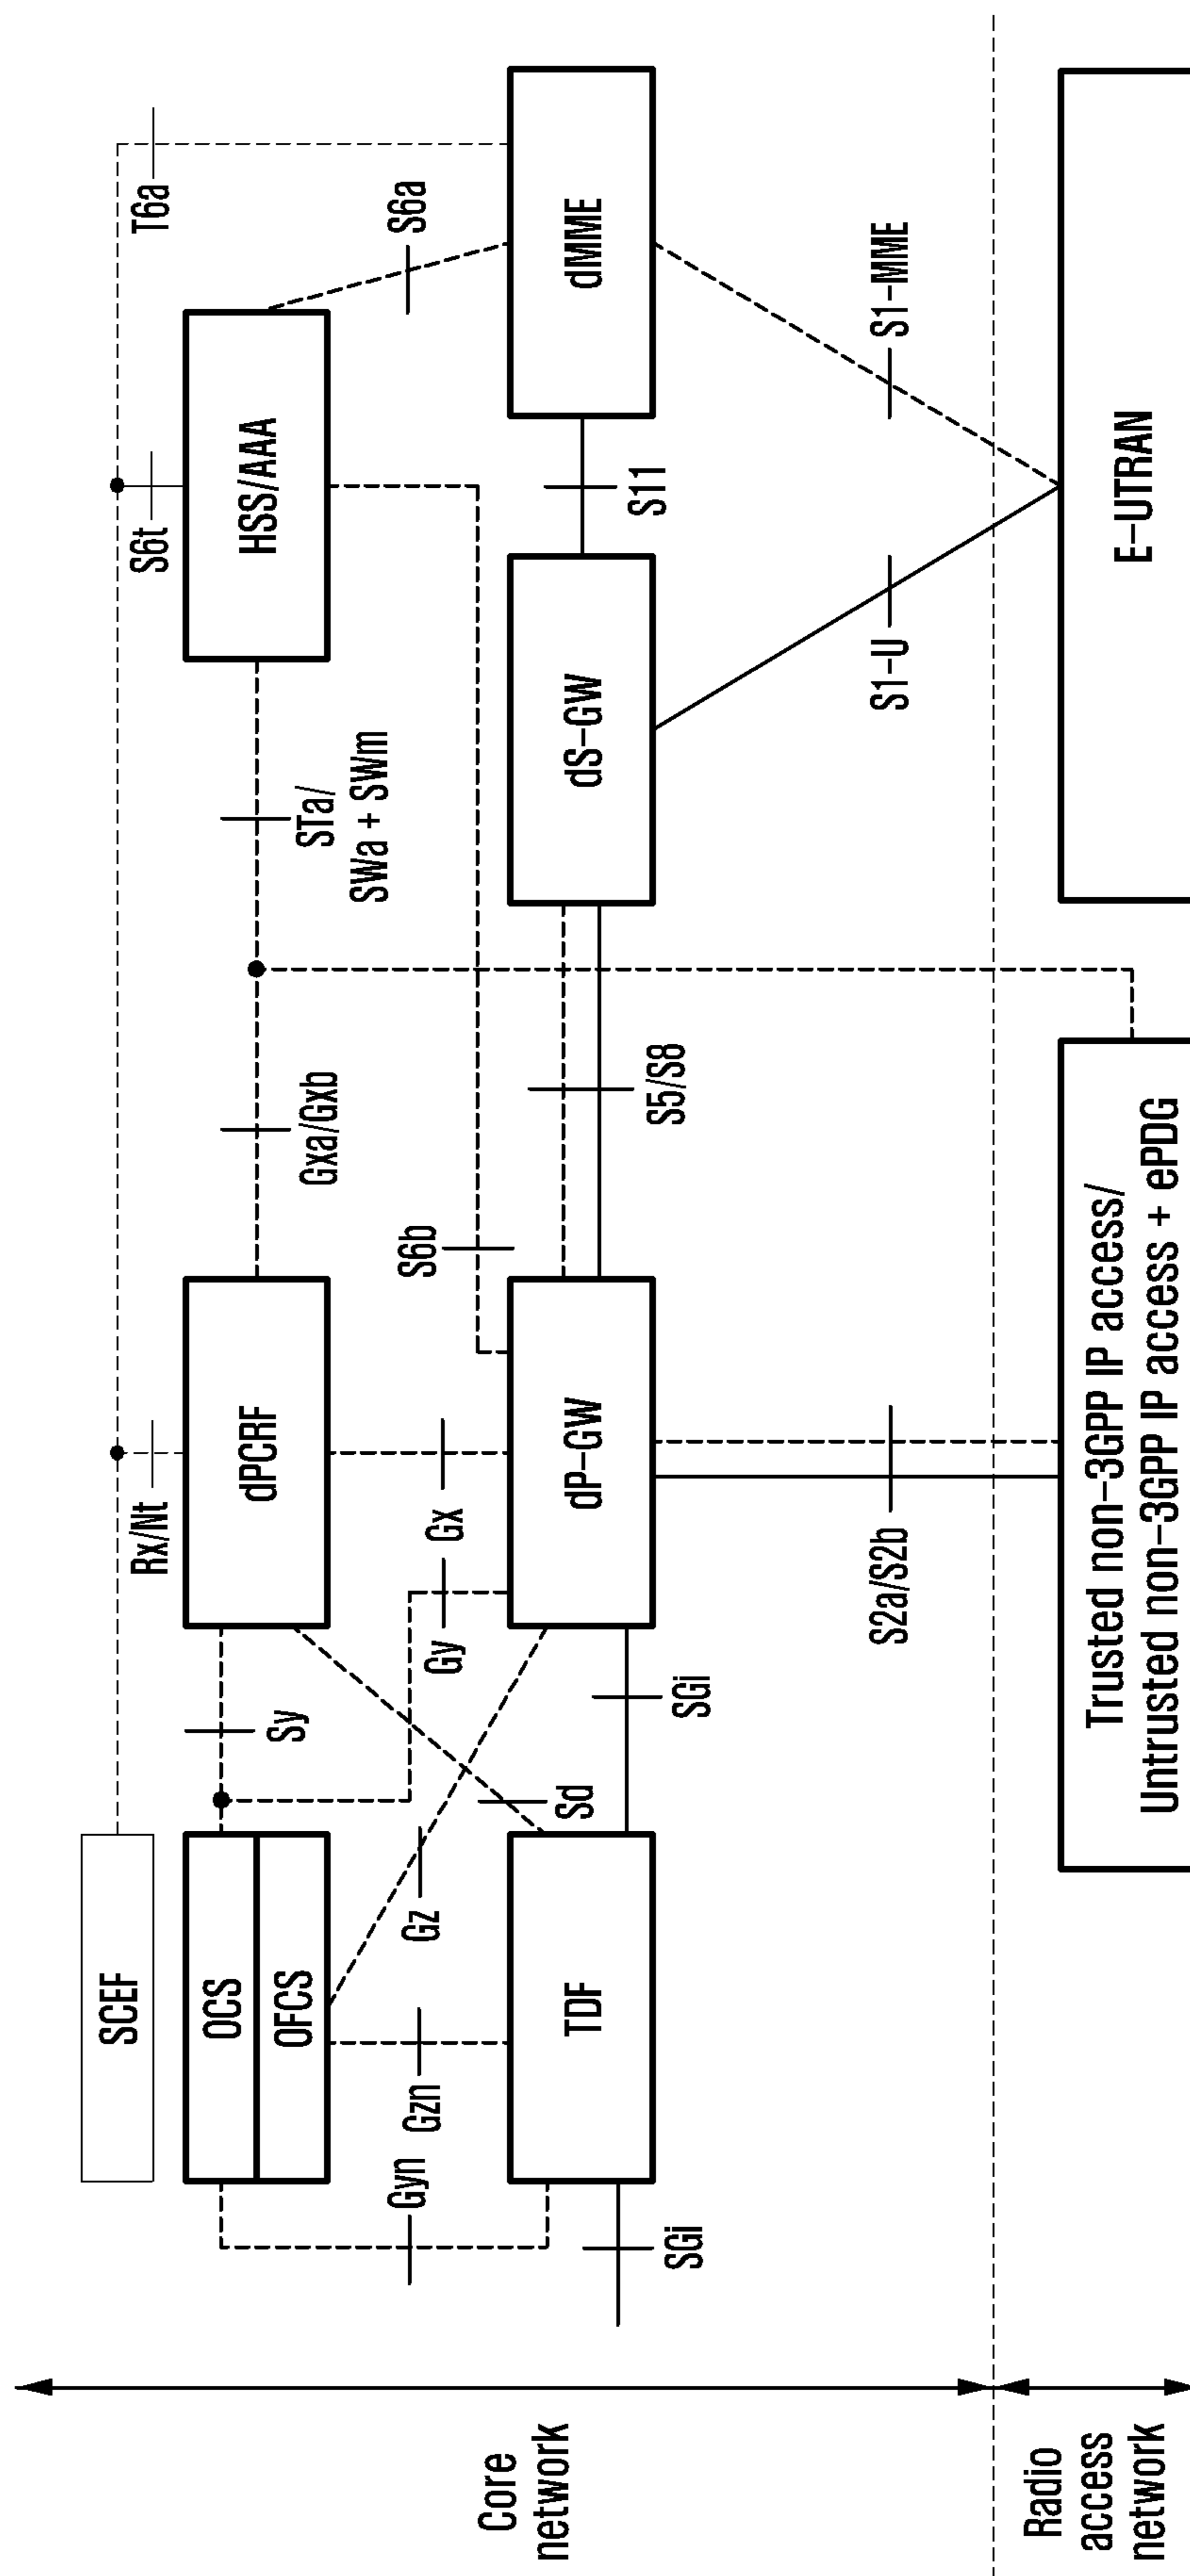 SCEF
Rx/Nt
S6t
T6a
OCS
OFCS
Sy
dPCRF
Gxa/Gxb
STa/
SWa + SWm
HSS/AAA
S6a
Gyn
Gzn
Gz
Gy
Gx
S6b
Sd
Core
network
SGi
TDF
SGi
dP-GW
S5/S8
dS-GW
S11
dMME
S2a/S2b
S1-U
S1-MME
Radio
access
network
Trusted non-3GPP IP access/
Untrusted non-3GPP IP access + ePDG
E-UTRAN